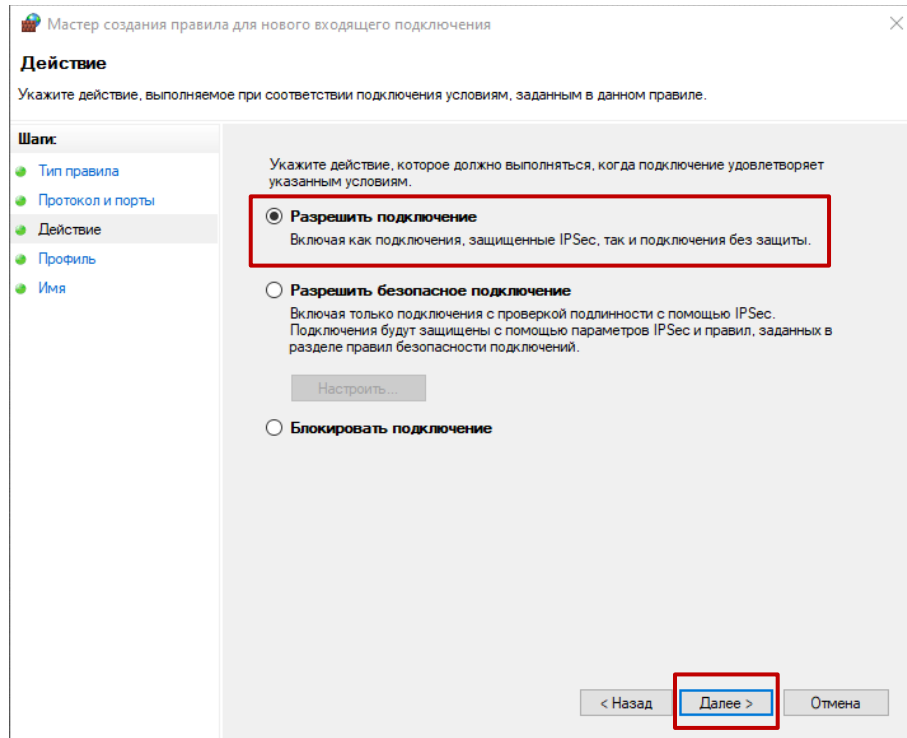 Мастер создания правила для нового входящего подключения
Действие
Укажите действие, выполняемое при соответствии подключения условиям, заданным в данном правиле.
Шаги:
Тип правила
Протокол и порты
Действие
Профиль
Имя
Укажите действие, которое должно выполняться, когда подключение удовлетворяет
указанным условиям.
Разрешить подключение
Включая как подключения, защищенные IPSec, так и подключения без защиты.
Разрешить безопасное подключение
Включая только подключения с проверкой подлинности с помощью IPSec.
Подключения будут защищены с помощью параметров IPSec и правил, заданных в
разделе правил безопасности подключений.
Настроить...
Блокировать подключение
< Назад
Далее >
Отмена